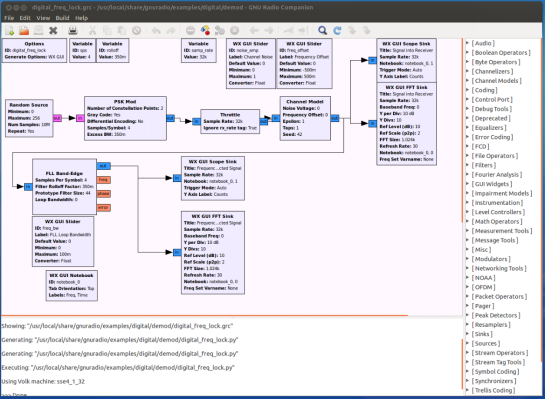 digital_freq_lock.grc - /usr/local/share/gnuradio/examples/digital/demod - GNU Radio Companion
File Edit View Build Help
Options
ID: digital_freq_lock
Generate Options: WX GUI
Variable
ID: sps
Value: 4
Variable
ID: rolloff
Value: 350m
Variable
ID: samp_rate
Value: 32k
WX GUI Slider
ID: noise_amp
Label: Channel Noise
Default Value: 0
Minimum: 0
Maximum: 1
Converter: Float
WX GUI Slider
ID: freq_offset
Label: Frequency Offset
Default Value: 0
Minimum: -500m
Maximum: 500m
Converter: Float
WX GUI Scope Sink
Title: Signal into Receiver
Sample Rate: 32k
Notebook: notebook_0, 1
Trigger Mode: Auto
Y Axis Label: Counts
WX GUI FFT Sink
Title: Signal into Receiver
Sample Rate: 32k
Baseband Freq: 0
Y per Div: 10 dB
Y Divs: 10
Ref Level (dB): 10
Ref Scale (p2p): 2
FFT Size: 1.024k
Refresh Rate: 30
Notebook: notebook_0, 0
Freq Set Varname: None
Random Source
Minimum: 0
Maximum: 256
Num Samples: 10M
Repeat: Yes
out
in
PSK Mod
Number of Constellation Points: 2
Gray Code: Yes
Differential Encoding: No
Samples/Symbol: 4
Excess BW: 350m
out
in
Throttle
Sample Rate: 32k
Ignore rx_rate tag: True
out
in
Channel Model
Noise Voltage: 0
Frequency Offset: 0
Epsilon: 1
Taps: 1
Seed: 42
out
in
in
in
FLL Band-Edge
Samples Per Symbol: 4
Filter Rolloff Factor: 350m
Prototype Filter Size: 44
Loop Bandwidth: 0
out
freq
phase
error
in
WX GUI Scope Sink
Title: Frequenc...cted Signal
Sample Rate: 32k
Notebook: notebook_0, 1
Trigger Mode: Auto
Y Axis Label: Counts
in
WX GUI FFT Sink
Title: Frequenc...cted Signal
Sample Rate: 32k
Baseband Freq: 0
Y per Div: 10 dB
Y Divs: 10
Ref Level (dB): 10
Ref Scale (p2p): 2
FFT Size: 1.024k
Refresh Rate: 30
Notebook: notebook_0, 0
Freq Set Varname: None
WX GUI Slider
ID: freq_bw
Label: FLL Loop Bandwidth
Default Value: 0
Minimum: 0
Maximum: 100m
Converter: Float
WX GUI Notebook
ID: notebook_0
Tab Orientation: Top
Labels: Freq, Time
[ Audio ]
[ Boolean Operators ]
[ Byte Operators ]
[ Channelizers ]
[ Channel Models ]
[ Coding ]
[ Control Port ]
[ Debug Tools ]
[ Deprecated ]
[ Equalizers ]
[ Error Coding ]
[ FCD ]
[ File Operators ]
[ Filters ]
[ Fourier Analysis ]
[ GUI Widgets ]
[ Impairment Models ]
[ Instrumentation ]
[ Level Controllers ]
[ Math Operators ]
[ Measurement Tools ]
[ Message Tools ]
[ Misc ]
[ Modulators ]
[ Networking Tools ]
[ NOAA ]
[ OFDM ]
[ Packet Operators ]
[ Pager ]
[ Peak Detectors ]
[ Resamplers ]
[ Sinks ]
[ Sources ]
[ Stream Operators ]
[ Stream Tag Tools ]
[ Symbol Coding ]
[ Synchronizers ]
[ Trellis Coding ]
Showing: "/usr/local/share/gnuradio/examples/digital/demod/digital_freq_lock.grc"
Generating: "/usr/local/share/gnuradio/examples/digital/demod/digital_freq_lock.py"
Generating: "/usr/local/share/gnuradio/examples/digital/demod/digital_freq_lock.py"
Executing: "/usr/local/share/gnuradio/examples/digital/demod/digital_freq_lock.py"
Using Volk machine: sse4_1_32
>>> Done